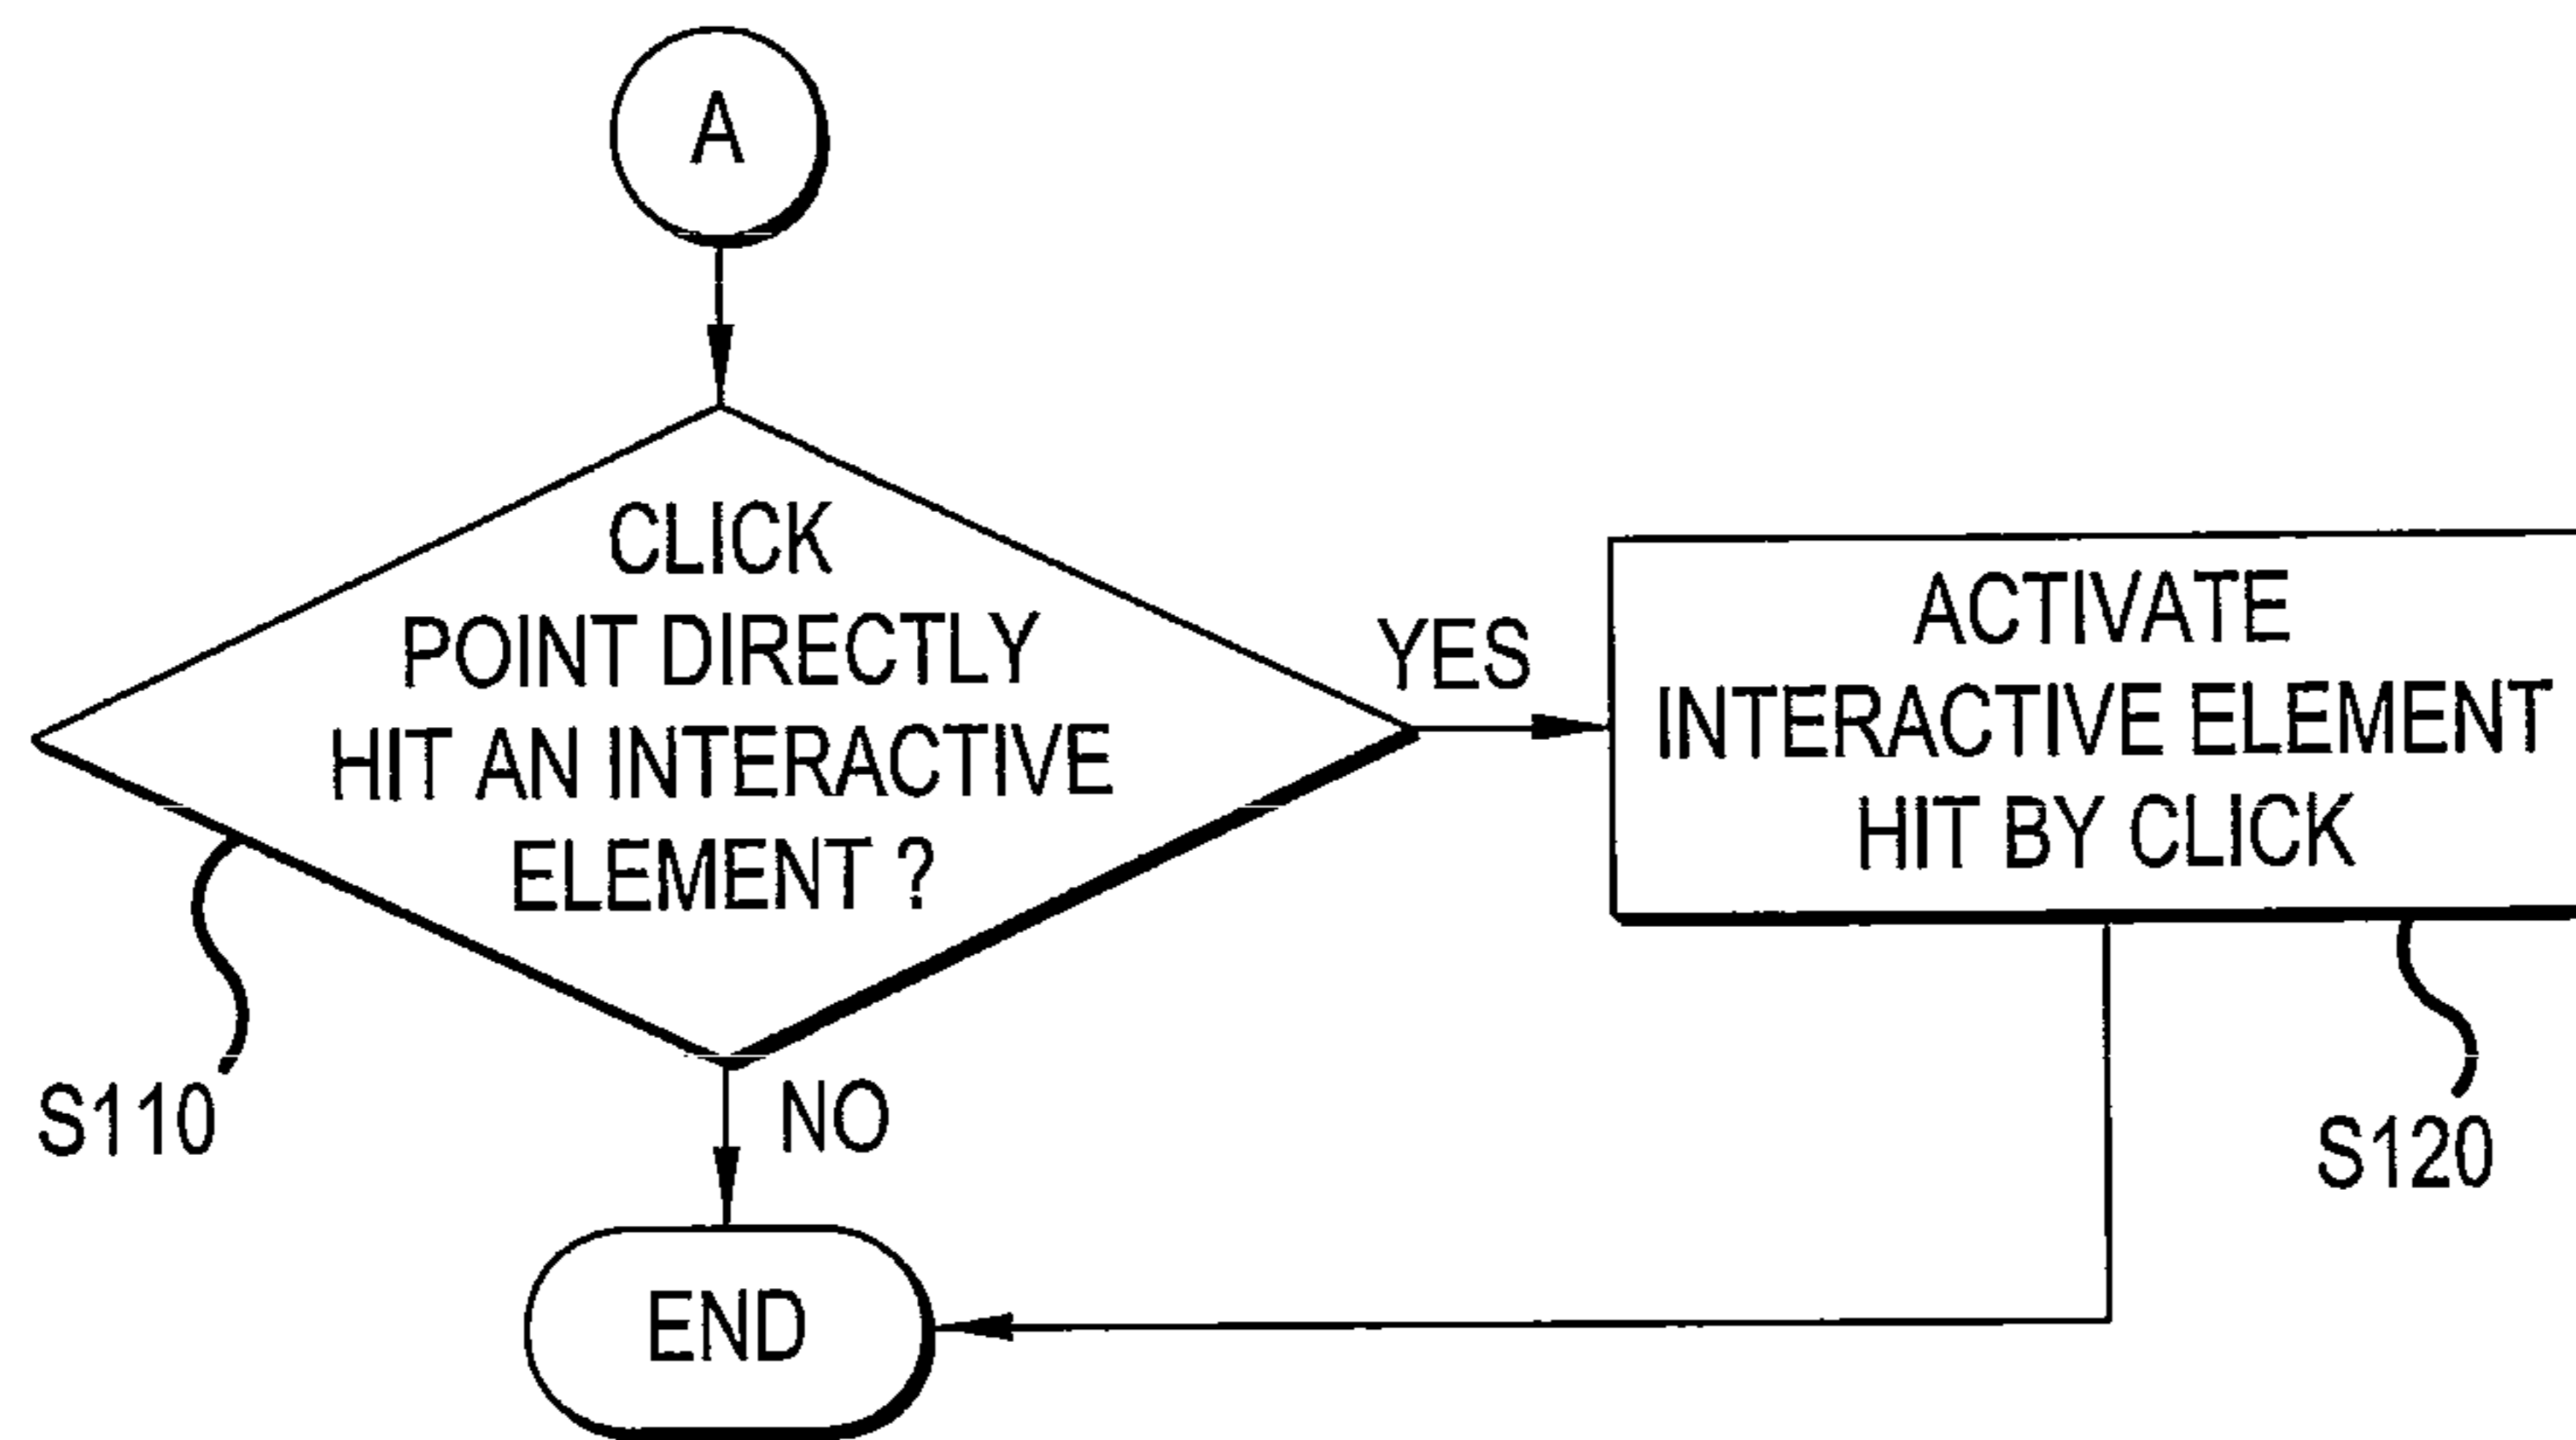 A
CLICK
POINT DIRECTLY
HIT AN INTERACTIVE
ELEMENT ?
YES
ACTIVATE
INTERACTIVE ELEMENT
HIT BY CLICK
S110
NO
S120
END